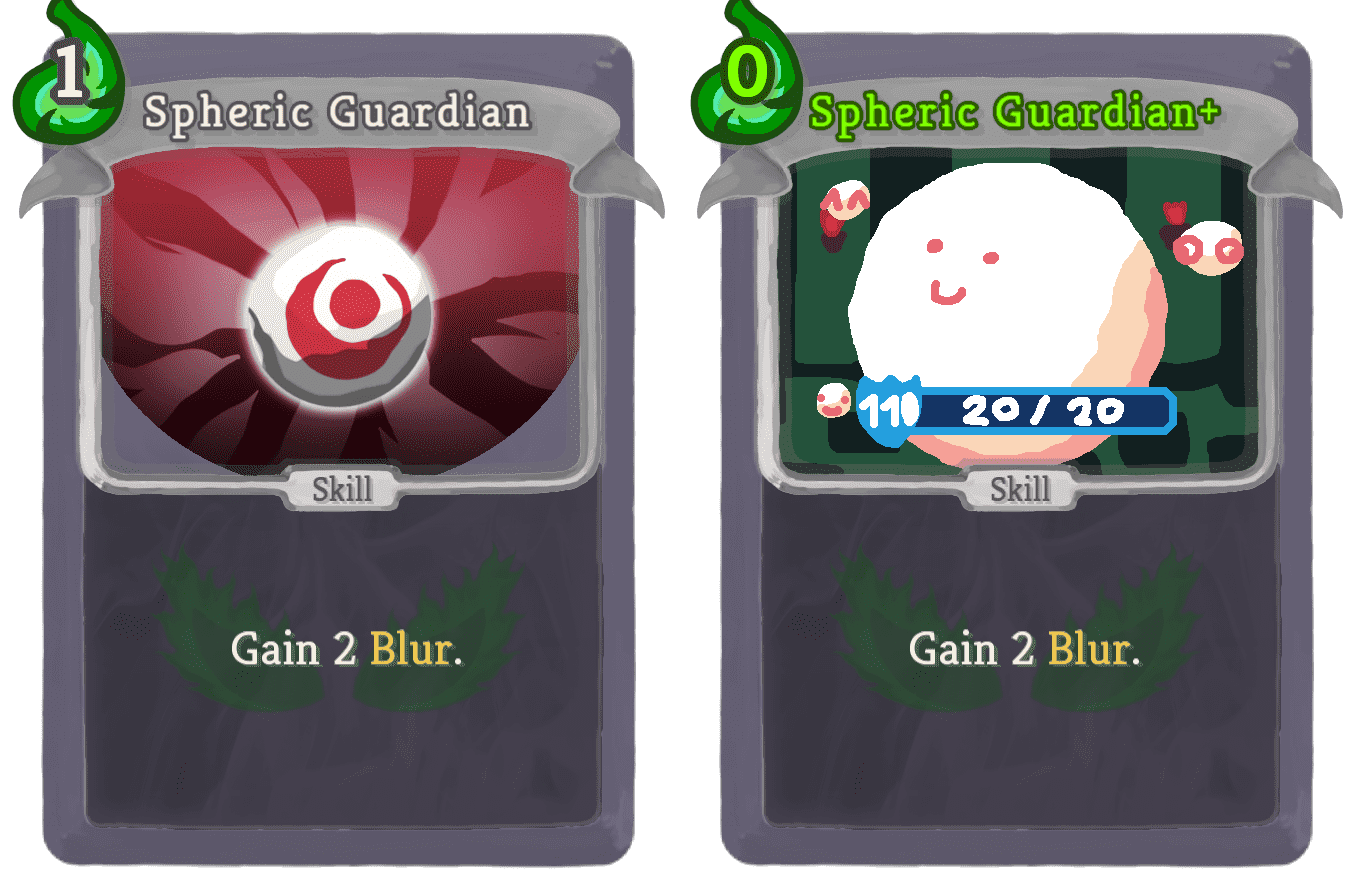 1
Spheric Guardian
Skill
Gain 2 Blur.
0
Spheric Guardian+
110 20 / 20
Skill
Gain 2 Blur.